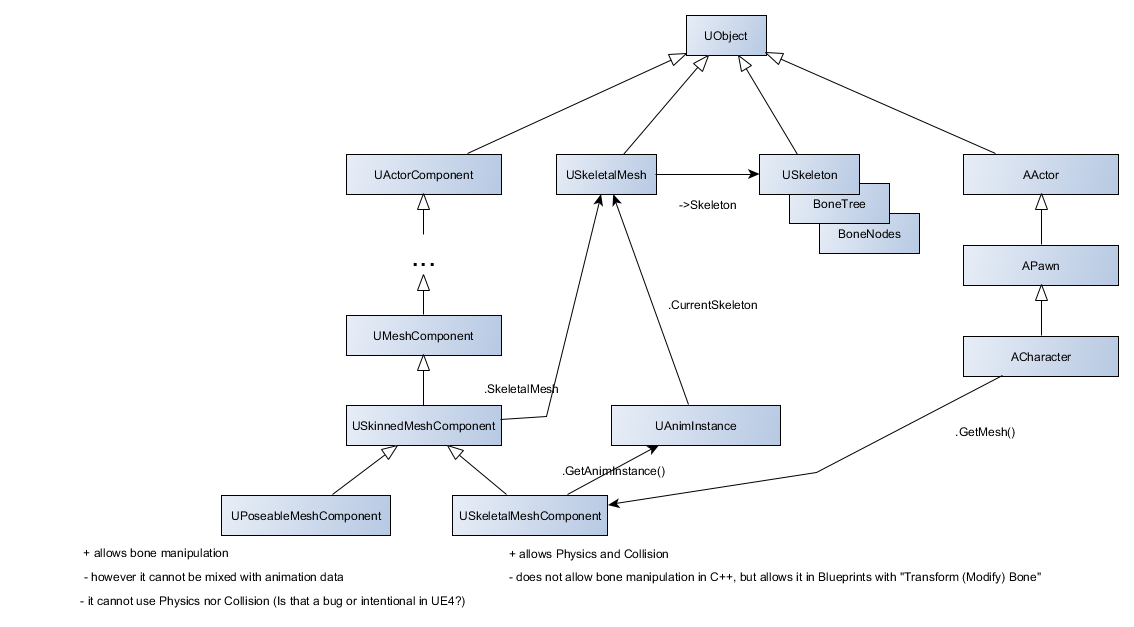 UObject
UActorComponent
USkeletalMesh
USkeleton
AActor
->Skeleton
BoneTree
BoneNodes
...
APawn
.CurrentSkeleton
UMeshComponent
ACharacter
.SkeletalMesh
USkinnedMeshComponent
UAnimInstance
.GetMesh()
.GetAnimInstance()
UPoseableMeshComponent
USkeletalMeshComponent
+ allows bone manipulation
- however it cannot be mixed with animation data
- it cannot use Physics nor Collision (Is that a bug or intentional in UE4?)
+ allows Physics and Collision
- does not allow bone manipulation in C++, but allows it in Blueprints with "Transform (Modify) Bone"